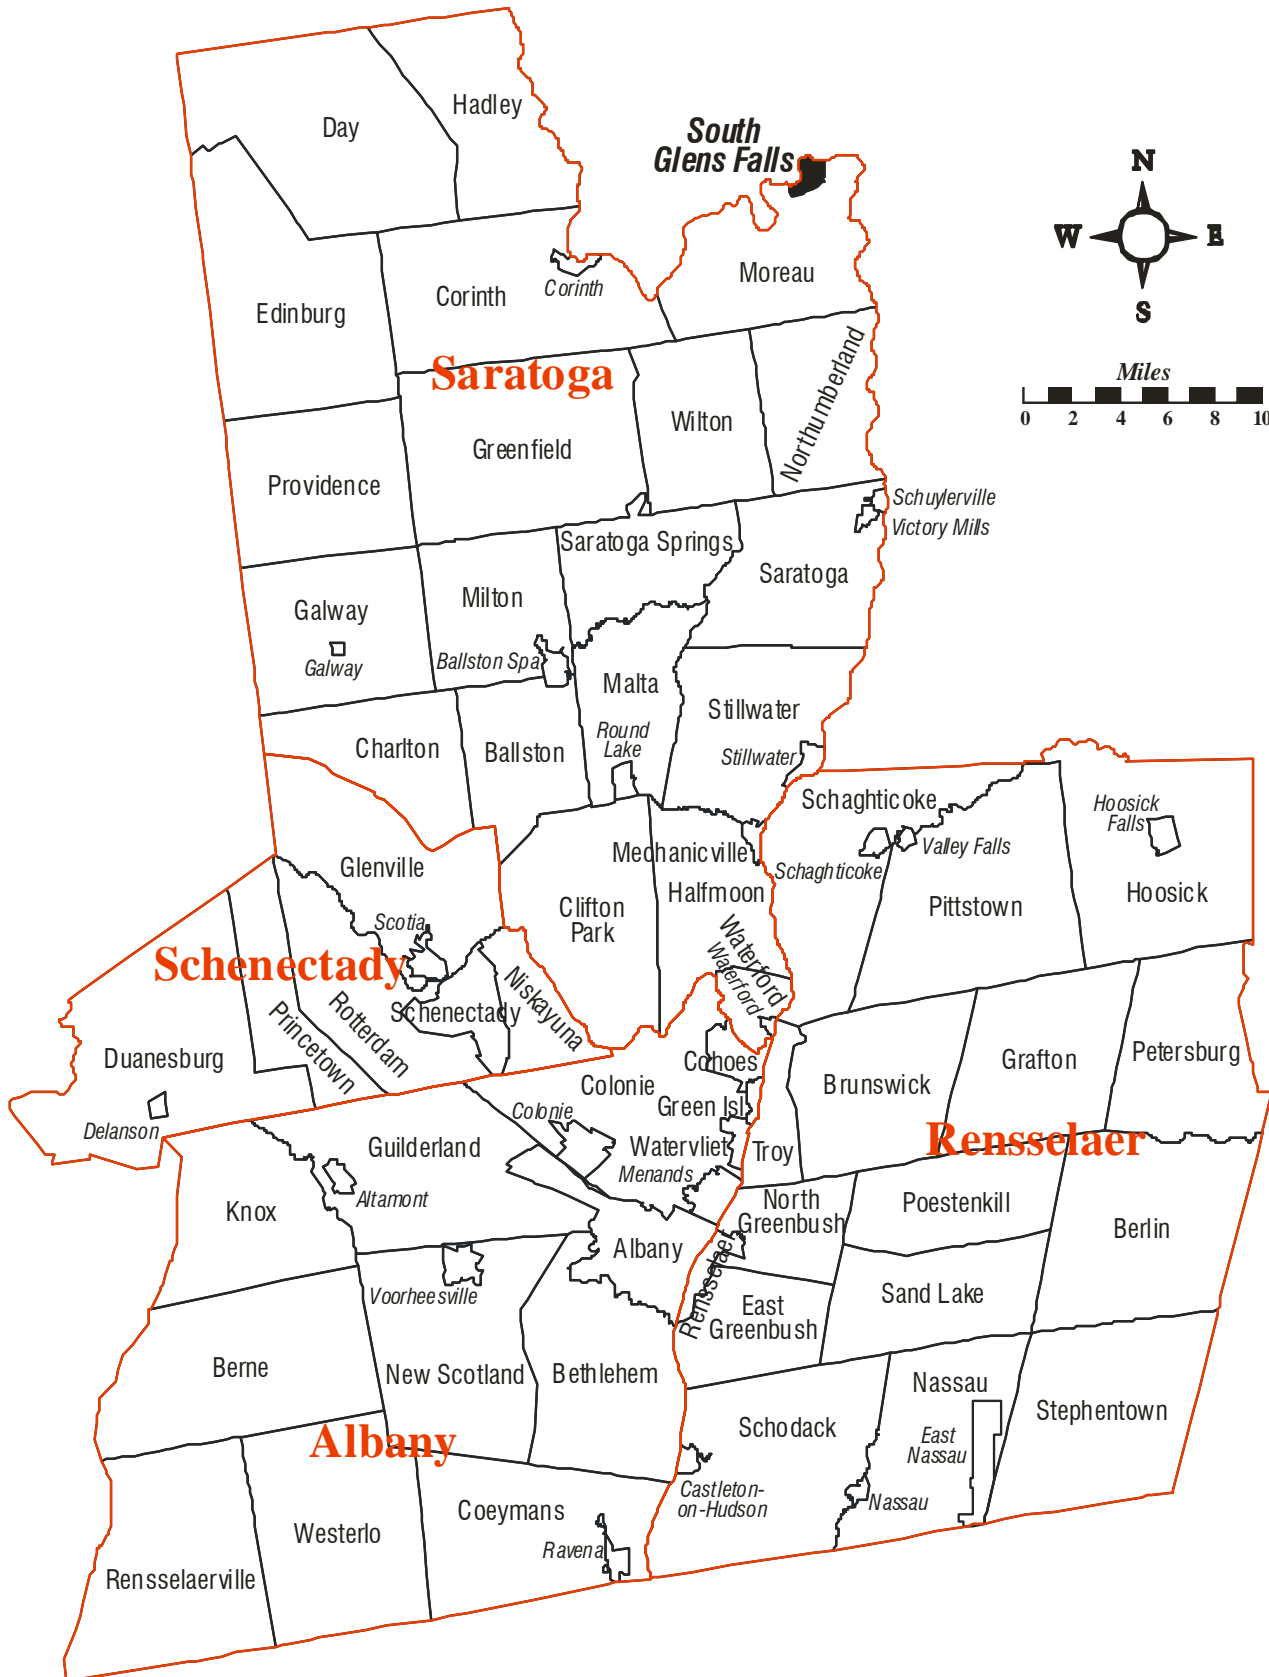 Hadley
Day
South
Glens Falls
N
W
E
S
Moreau
Corinth
Corinth
Edinburg
Miles
0 2 4 6 8 10
Saratoga
Northumberland
Wilton
Greenfield
Providence
Schuylerville
Victory Mills
Saratoga Springs
Saratoga
Milton
Galway
Galway
Ballston Spa
Malta
Stillwater
Round
Lake
Charlton
Ballston
Stillwater
Schaghticoke
Hoosick
Falls
Mechanicville
Valley Falls
Schaghticoke
Glenville
Halfmoon
Hoosick
Clifton
Park
Pittstown
Scotia
Waterford
Waterford
Schenectady
Niskayuna
Schenectady
Rotterdam
Princetown
Duanesburg
Cohoes
Grafton
Petersburg
Colonie
Brunswick
Green Isl
Colonie
Delanson
Rensselaer
Guilderland
Watervliet
Troy
Menands
Altamont
North
Greenbush
Poestenkill
Knox
Berlin
Albany
Rensselaer
Voorheesville
Sand Lake
East
Greenbush
Berne
New Scotland
Bethlehem
Nassau
Stephentown
Albany
Schodack
East
Nassau
Castleton-
on-Hudson
Nassau
Coeymans
Westerlo
Ravena
Rensselaerville